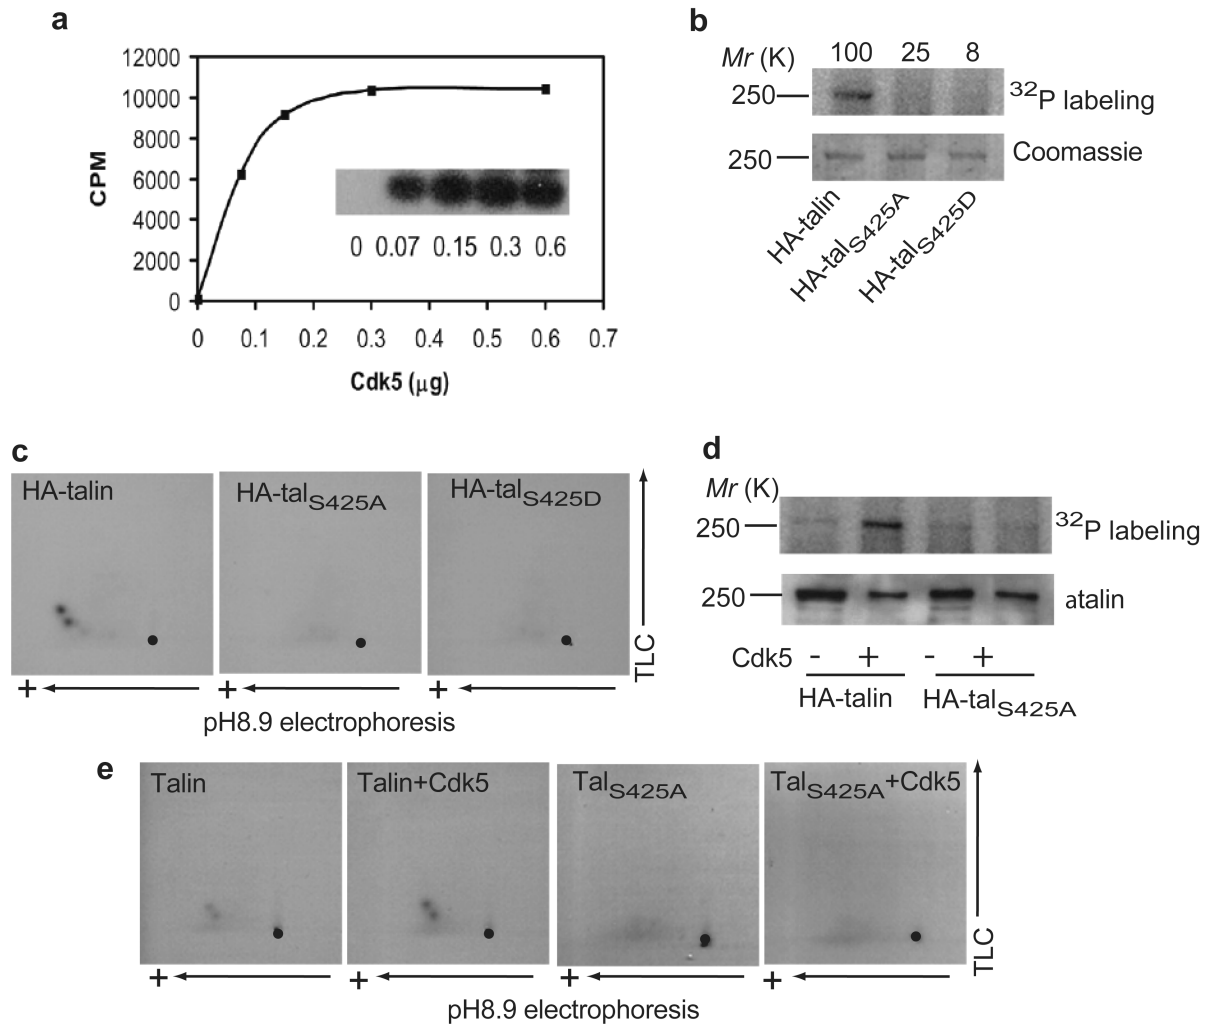 a
12000
10000
8000
6000
4000
2000
0
CPM
0 0.07 0.15 0.3 0.6
0 0.1 0.2 0.3 0.4 0.5 0.6 0.7
Cdk5 (μg)
b
Mr (K) 100 25 8
250 32P labeling
250 Coomassie
HA-talin
HA-talS425A
HA-talS425D
c
HA-talin HA-talS425A HA-talS425D
TLC
+ + +
pH8.9 electrophoresis
d
Mr (K)
250 32P labeling
250 atalin
Cdk5 - + - +
HA-talin HA-talS425A
e
Talin Talin+Cdk5 TalS425A TalS425A+Cdk5
TLC
+ + + +
pH8.9 electrophoresis